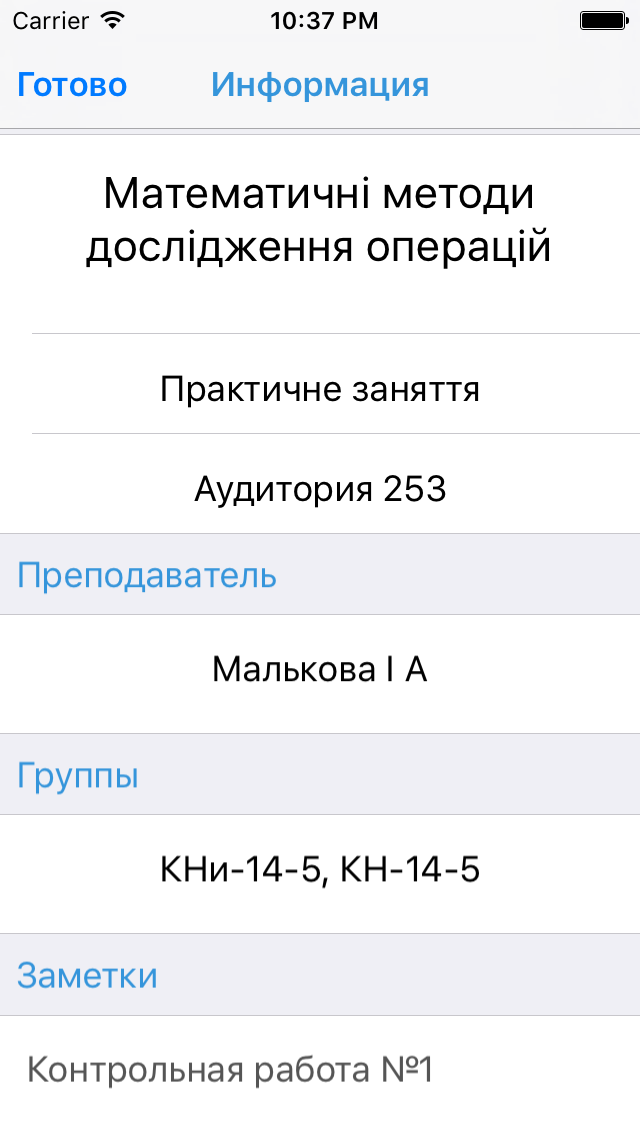 Carrier 10:37 PM
Готово Информация
Математичні методи
дослідження операцій
Практичне заняття
Аудитория 253
Преподаватель
Малькова І А
Группы
КНи-14-5, КН-14-5
Заметки
Контрольная работа №1